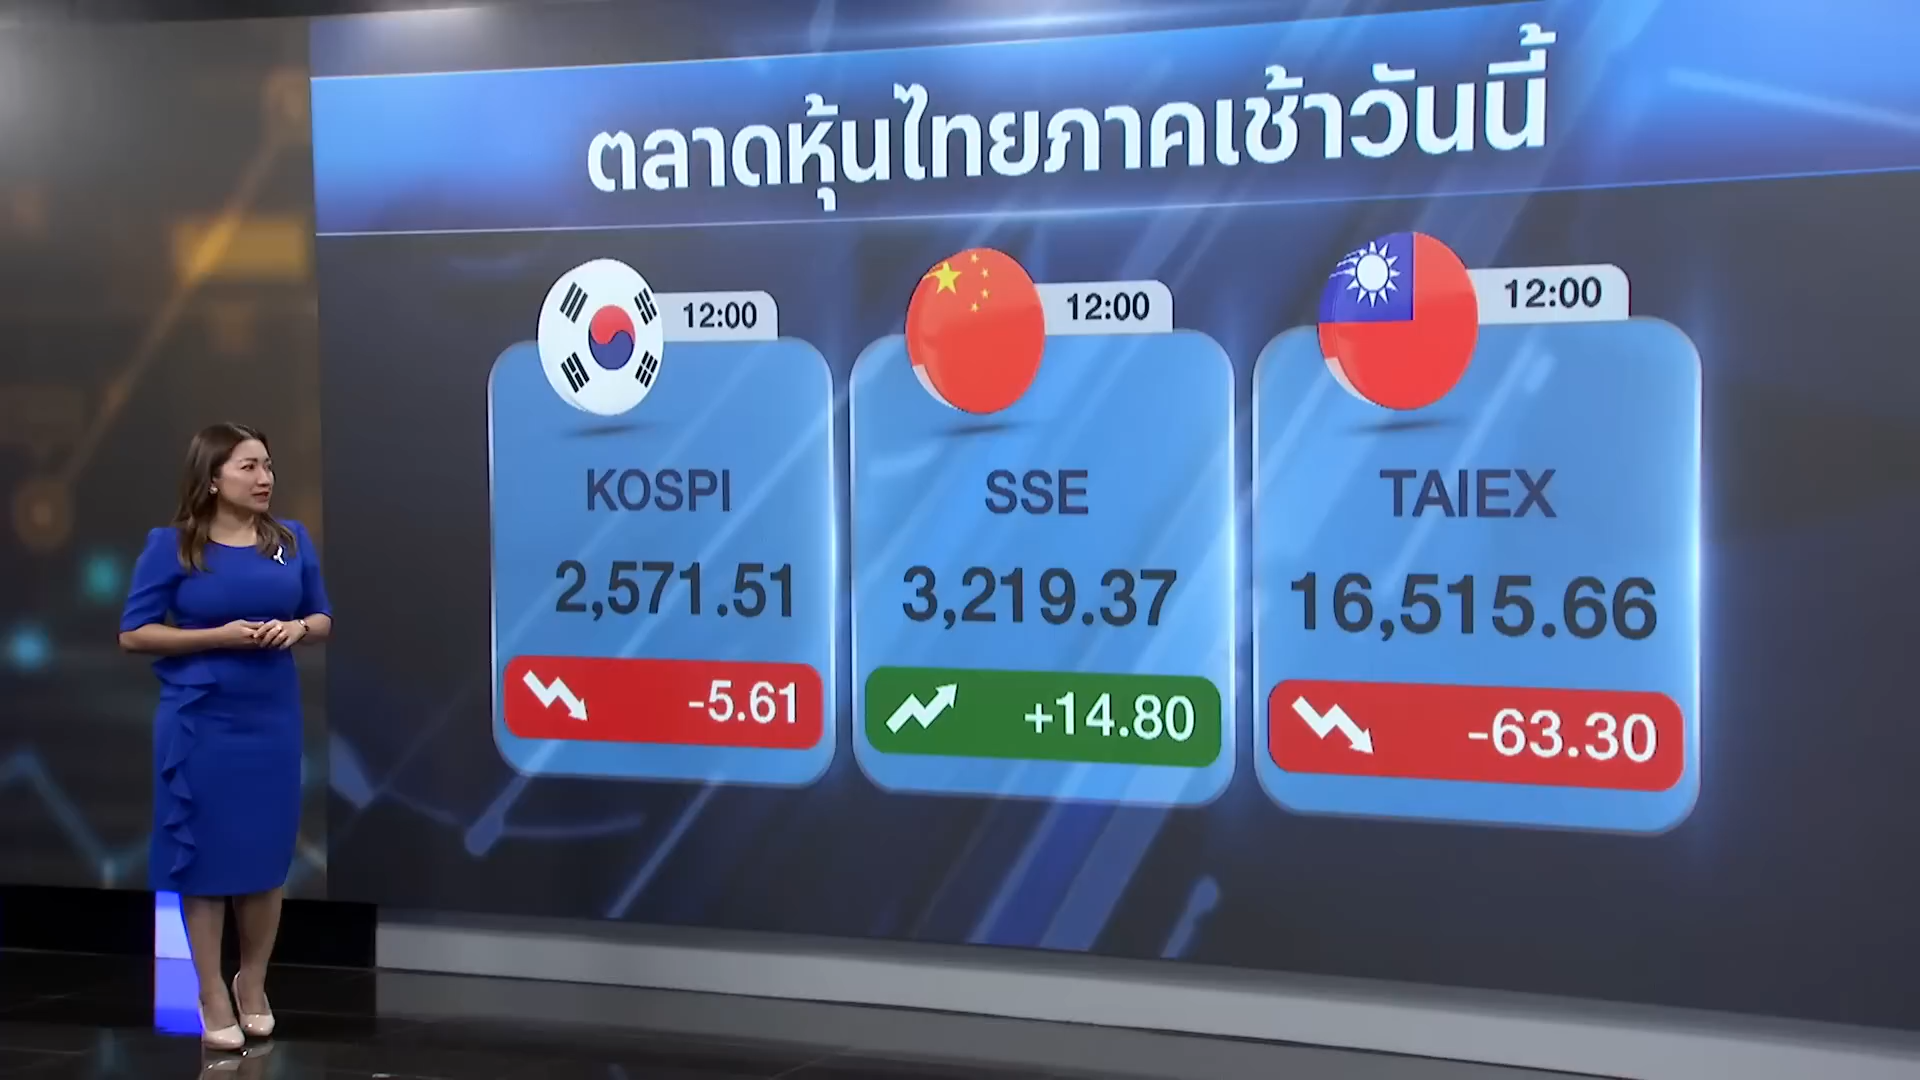 ตลาดหุ้นไทยภาคเช้าวันนี้
12:00
KOSPI
2,571.51
-5.61
12:00
SSE
3,219.37
+14.80
12:00
TAIEX
16,515.66
-63.30